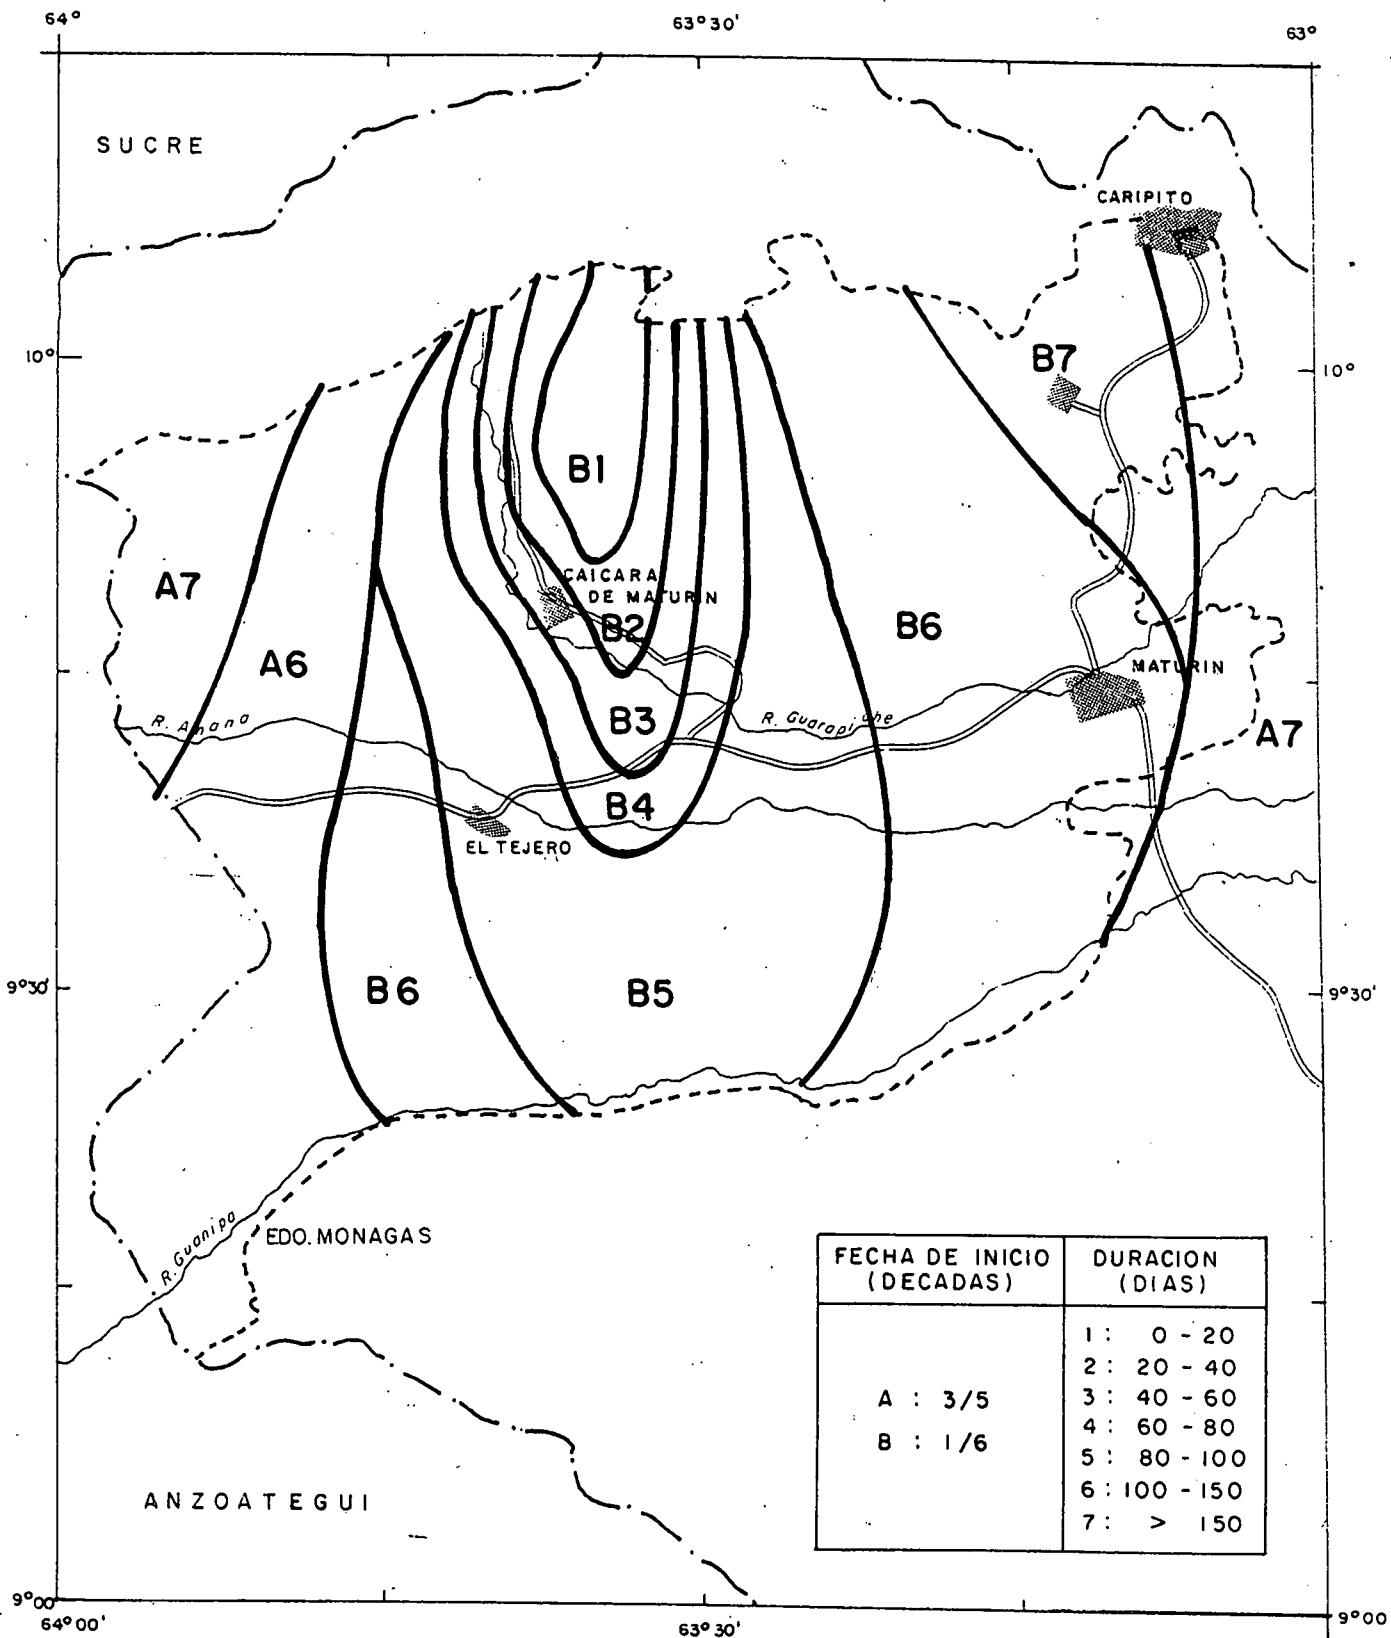 64°
63°30'
63°
SUCRE
CARIPITO
10°
10°
B7
B1
CAICARA
DE MATURIN
A7
B2
B6
A6
MATURIN
R. Amana
B3
R. Guarapiche
A7
B4
EL TEJERO
9°30'
B6
B5
9°30'
R. Guanipa
EDO. MONAGAS
FECHA DE INICIO
(DECADAS)
DURACION
(DIAS)
A : 3/5
B : 1/6
1 : 0 - 20
2 : 20 - 40
3 : 40 - 60
4 : 60 - 80
5 : 80 - 100
6 : 100 - 150
7 : > 150
ANZOATEGUI
9°00
64°00'
63°30'
9°00